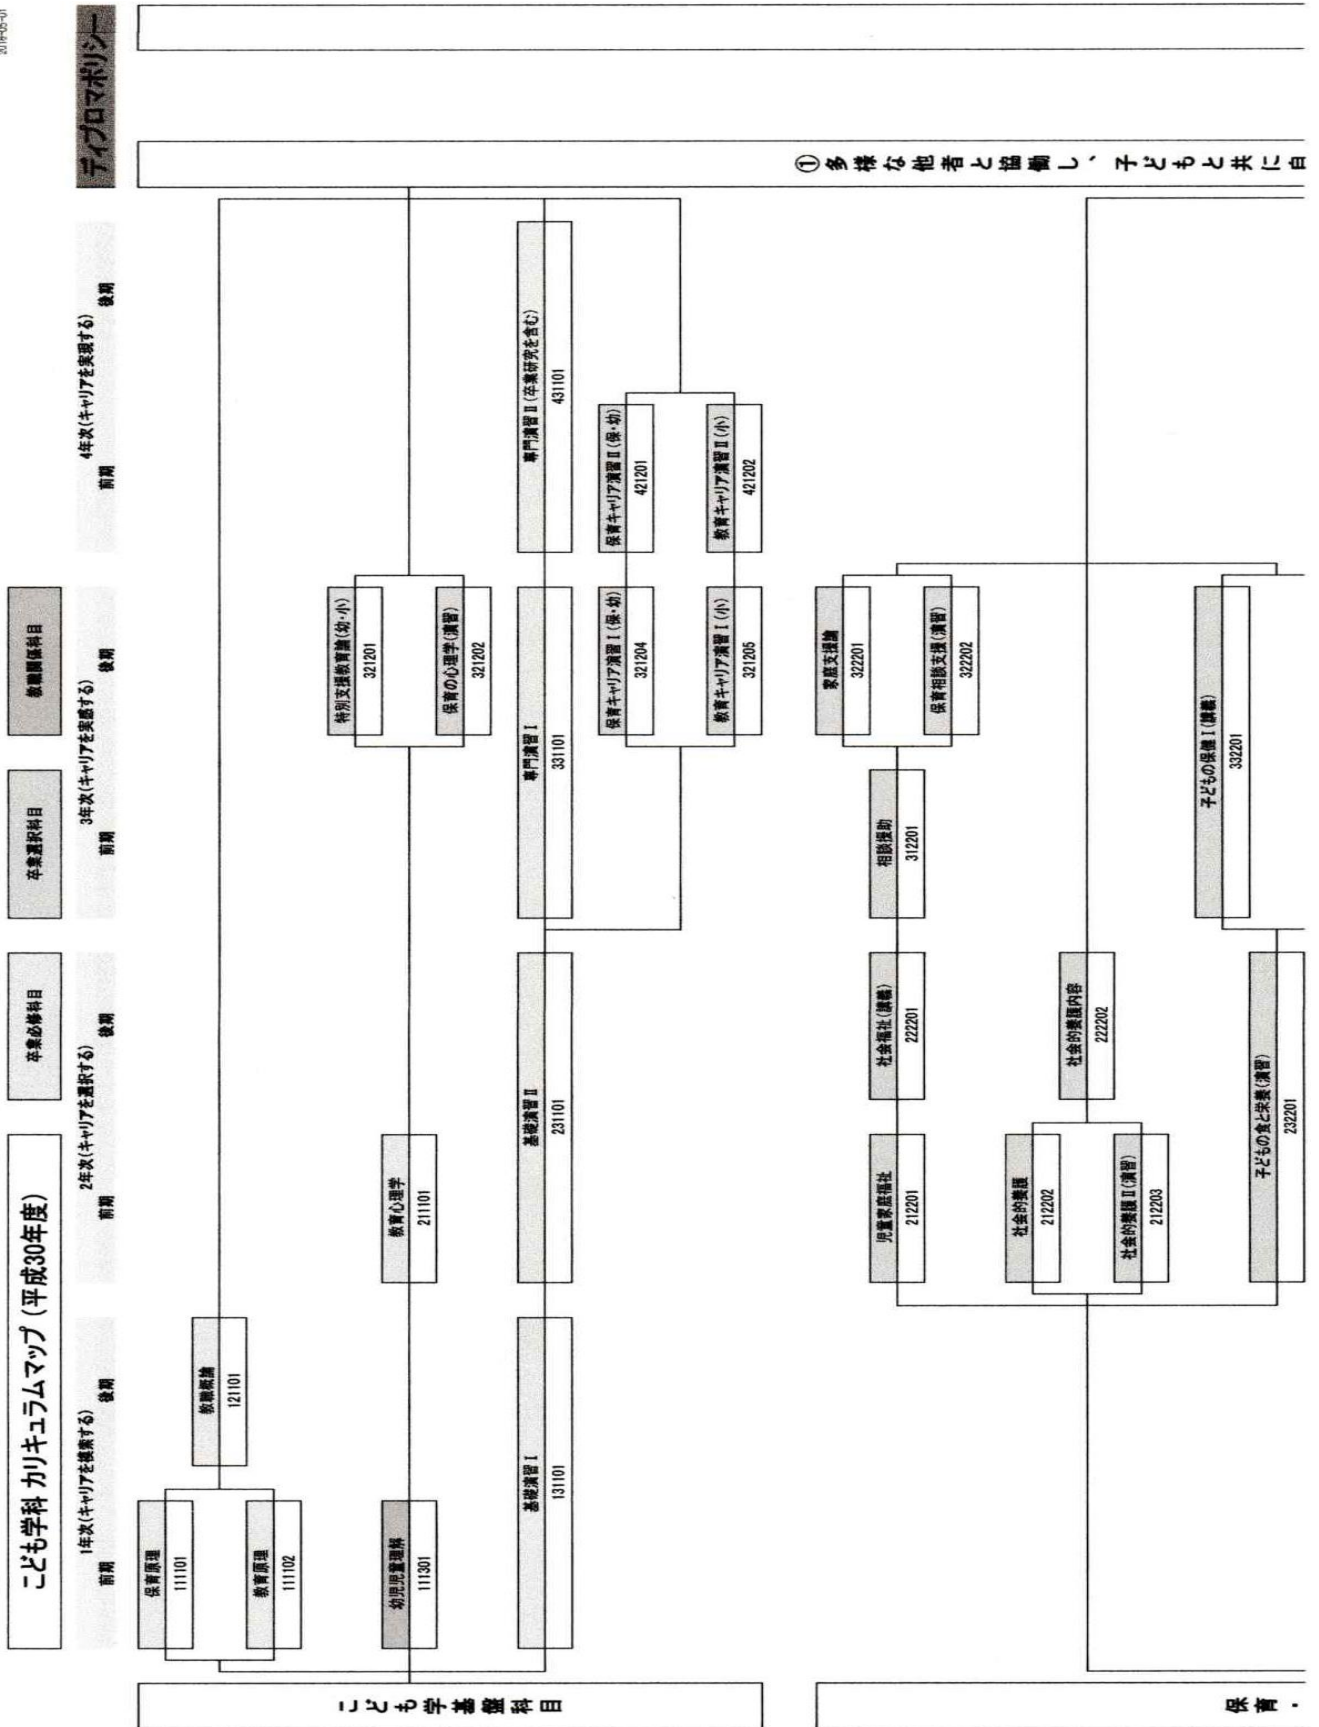 2018-05-01
こども学科 カリキュラムマップ (平成30年度)
卒業必修科目
卒業選択科目
教職関係科目
1年次(キャリアを模索する)
前期
後期
2年次(キャリアを選択する)
前期
後期
3年次(キャリアを実感する)
前期
後期
4年次(キャリアを実現する)
前期
後期
ディプロマポリシー
こども学基盤科目
保育原理
111101
教育原理
111102
教職概論
121101
幼児児童理解
111301
教育心理学
211101
特別支援教育論(幼・小)
321201
保育の心理学(演習)
321202
基礎演習Ⅰ
131101
基礎演習Ⅱ
231101
専門演習Ⅰ
331101
専門演習Ⅱ(卒業研究を含む)
431101
保育キャリア演習Ⅰ(保・幼)
321204
保育キャリア演習Ⅱ(保・幼)
421201
教育キャリア演習Ⅰ(小)
321205
教育キャリア演習Ⅱ(小)
421202
①多様な他者と協働し、子どもと共に自
保育・
児童家庭福祉
212201
社会福祉(講義)
222201
相談援助
312201
家庭支援論
322201
保育相談支援(演習)
322202
社会的養護
212202
社会的養護Ⅱ(演習)
212203
社会的養護内容
222202
子どもの食と栄養(演習)
232201
子どもの保健Ⅰ(講義)
332201